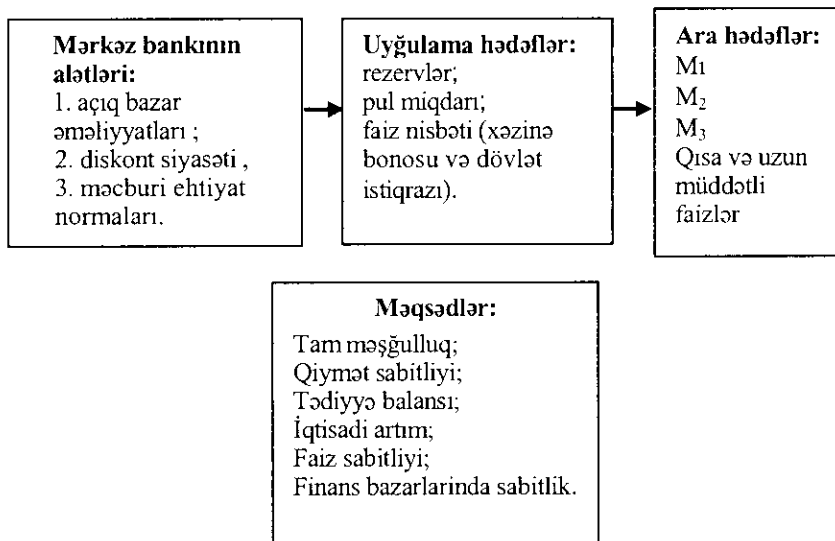 Mərkəz bankının
alətləri:
1. açıq bazar
əməliyyatları ;
2. diskont siyasəti ,
3. məcburi ehtiyat
normaları.
Uyğulama hədəflər:
rezervlər;
pul miqdarı;
faiz nisbəti (xəzinə
bonosu və dövlət
istiqrazı).
Ara hədəflər:
M1
M2
M3
Qısa və uzun
müddətli
faizlər
Məqsədlər:
Tam məşğulluq;
Qiymət sabitliyi;
Tədiyyə balansı;
İqtisadi artım;
Faiz sabitliyi;
Finans bazarlarinda sabitlik.